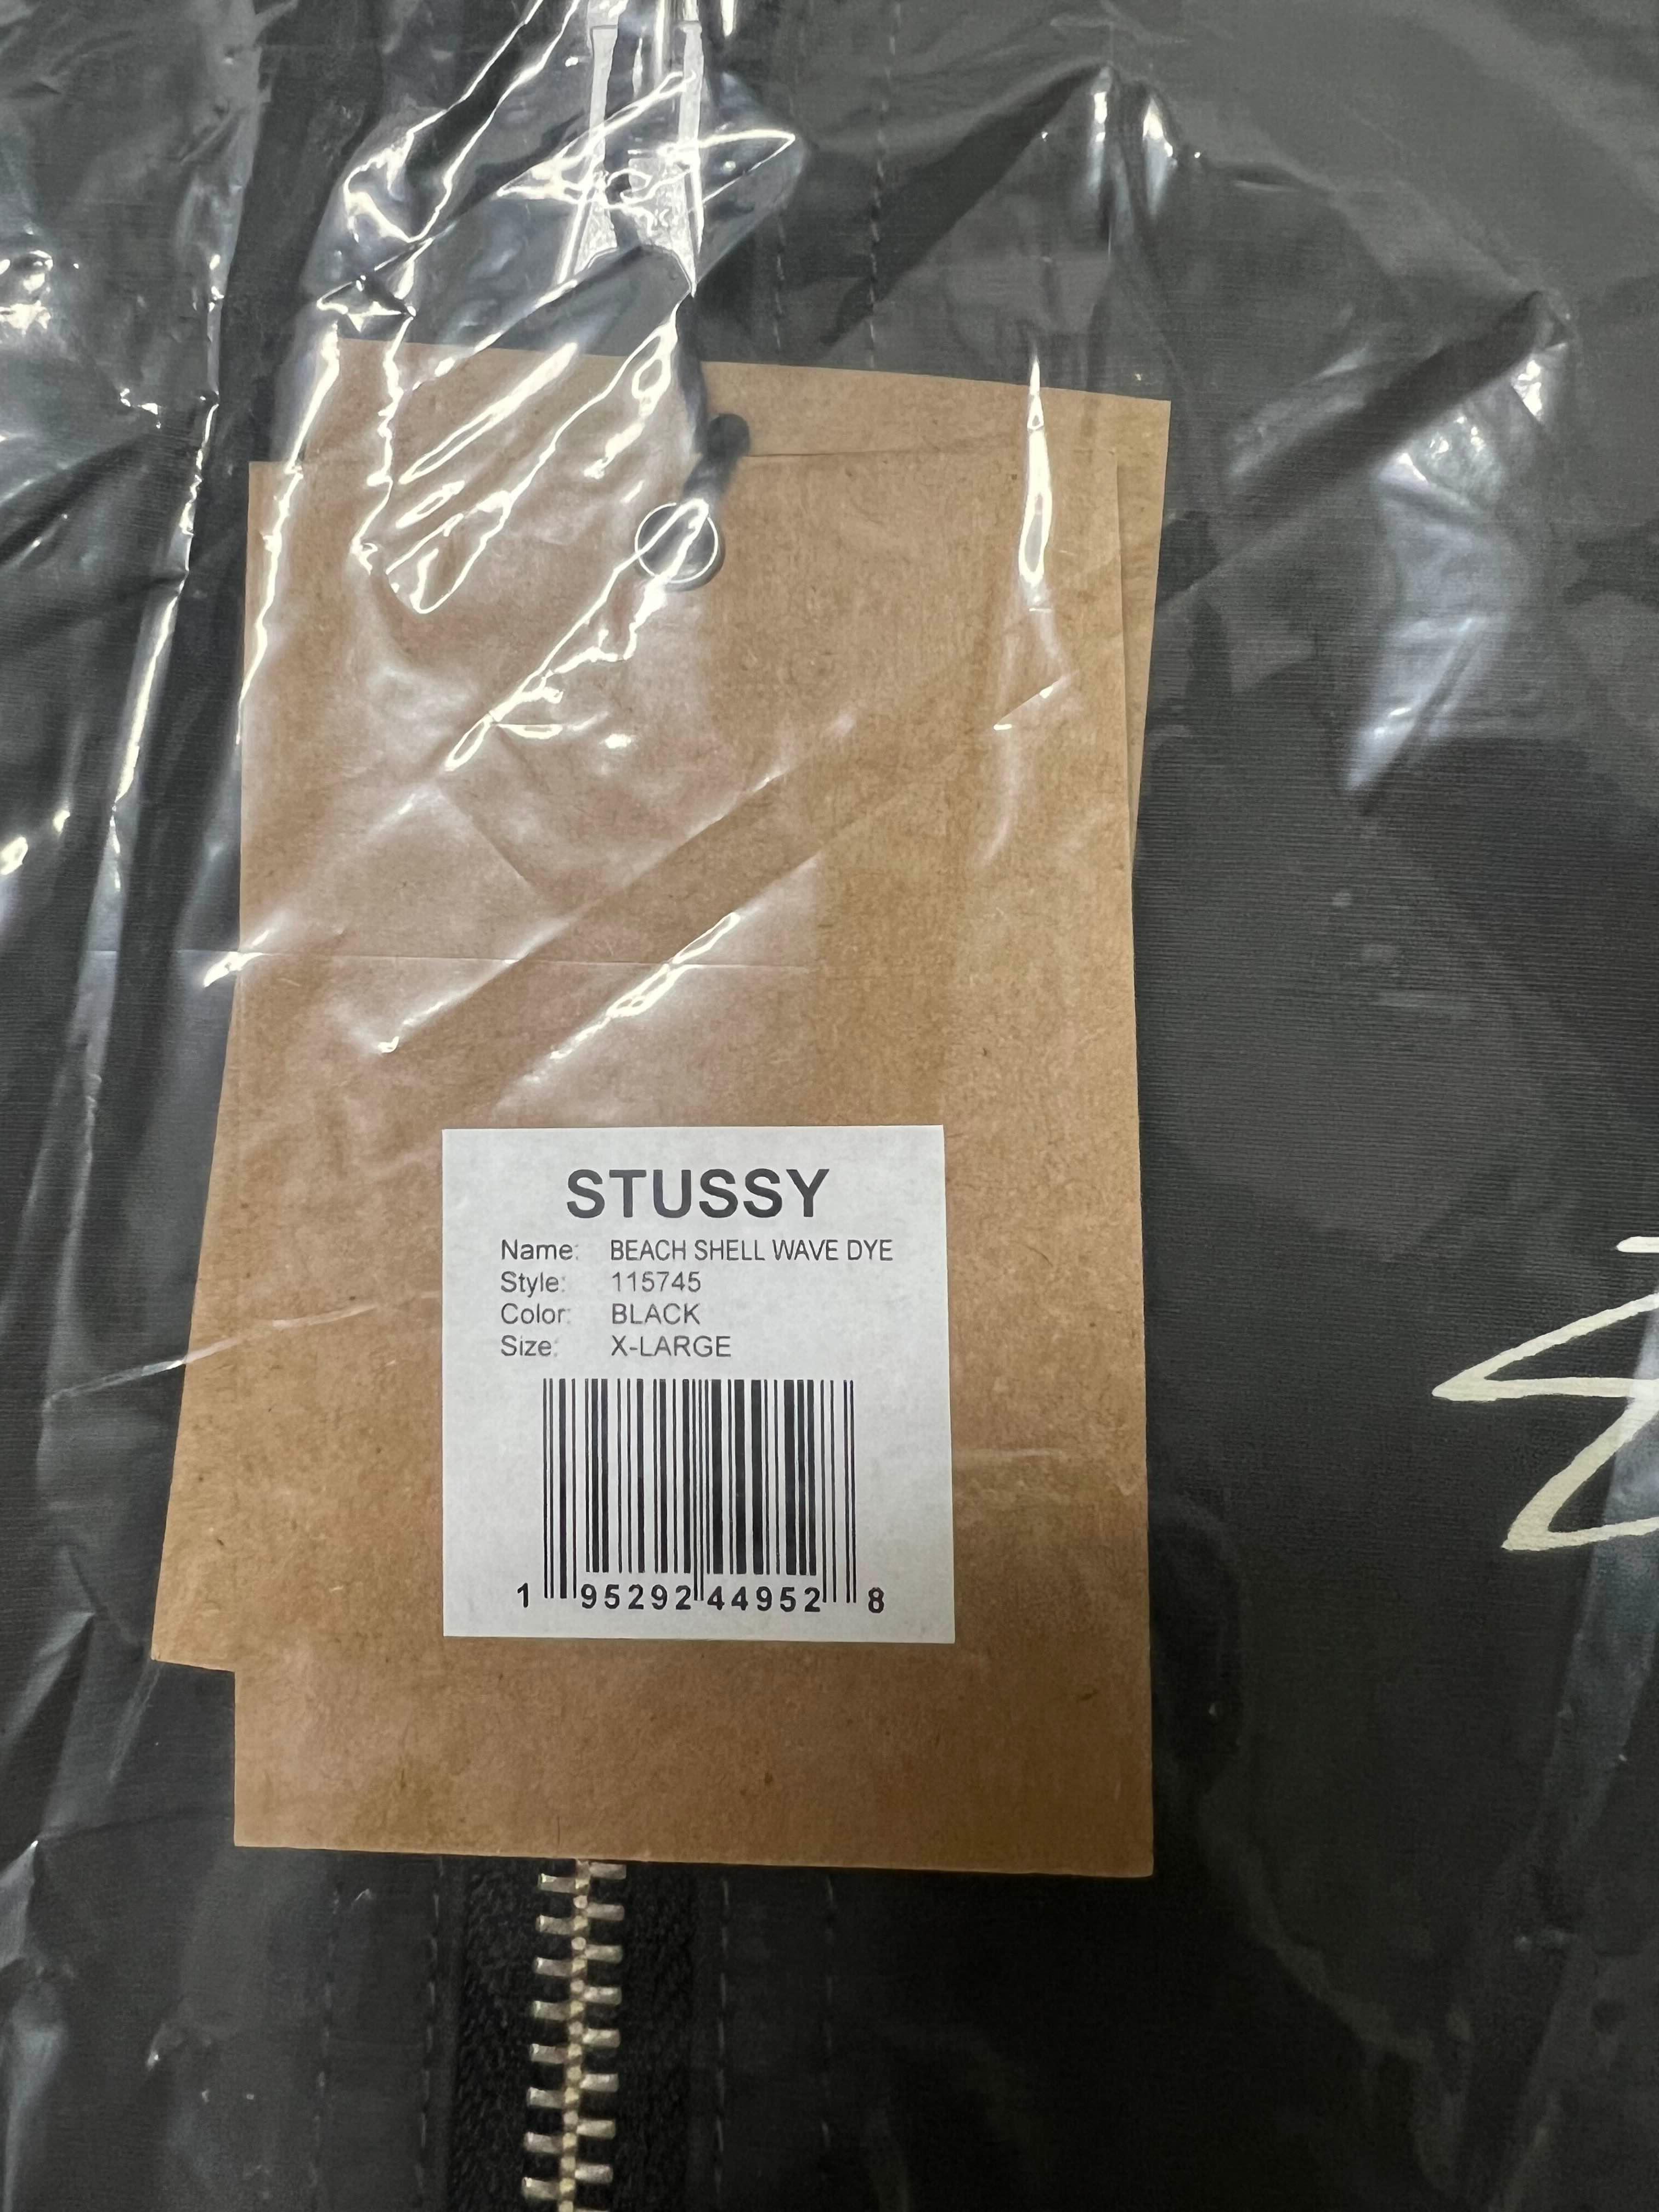 STUSSY
Name: BEACH SHELL WAVE DYE
Style: 115745
Color: BLACK
Size: X-LARGE
1 95292 44952 8